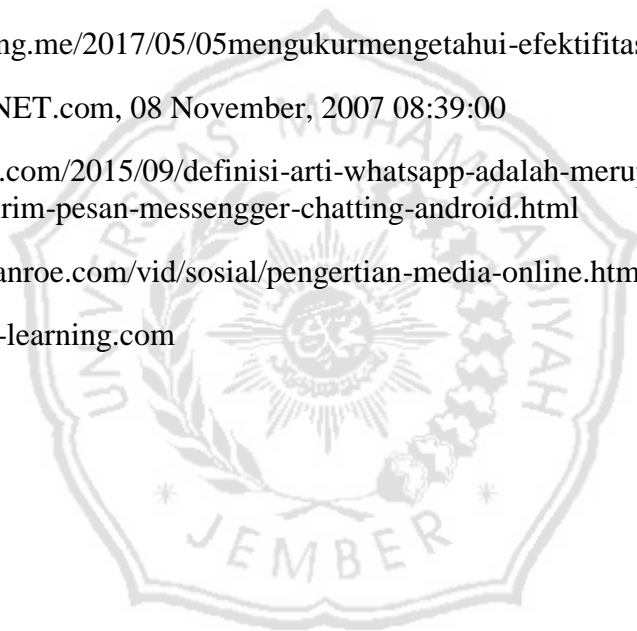 ng.me/2017/05/05mengukurmengetahui-efektifitas
NET.com, 08 November, 2007 08:39:00
.com/2015/09/definisi-arti-whatsapp-adalah-meru
rim-pesan-messengger-chatting-android.html
anroe.com/vid/sosial/pengertian-media-online.htm
-learning.com
UNIVERSITAS MUHAMMADIYAH
JEMBER